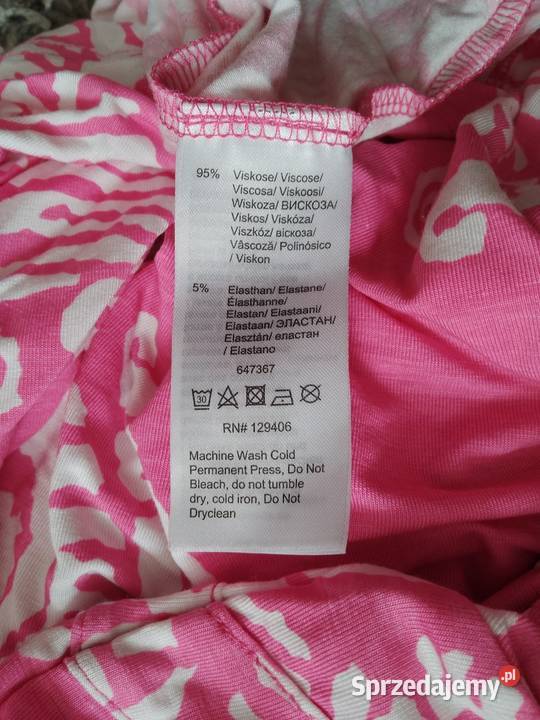 95% Viskose/ Viscose/
Viscosa/ Viskoosi/
Wiskoza/ ВИСКОЗА/
Viskos/ Viskóza/
Viszkóz/ віскоза/
Vâscoză/ Polinósico
/ Viskon
5% Elasthan/ Elastane/
Élasthanne/
Elastan/ Elastaani/
Elastaan/ ЭЛАСТАН/
Elasztán/ еластан
/ Elastano
647367
30
RN# 129406
Machine Wash Cold
Permanent Press, Do Not
Bleach, do not tumble
dry, cold iron, Do Not
Dryclean
Sprzedajemy.pl